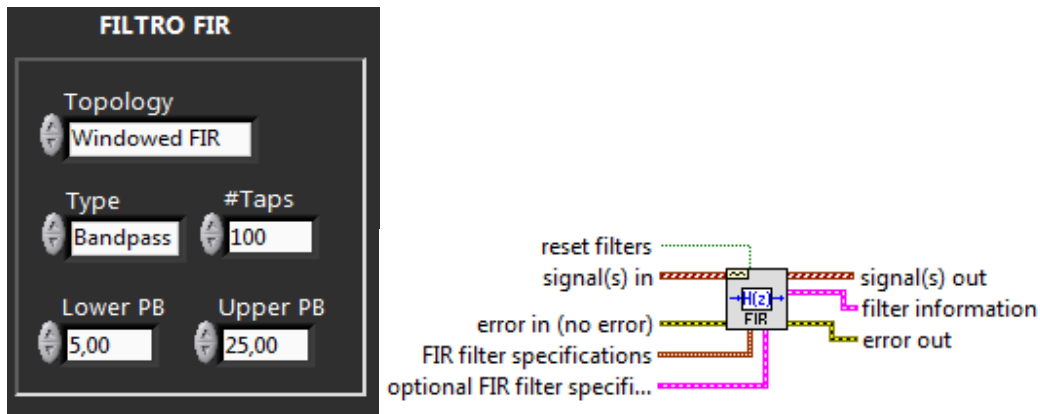 FILTRO FIR
Topology
Windowed FIR
Type
#Taps
Bandpass
100
Lower PB
Upper PB
5,00
25,00
reset filters
signal(s) in
error in (no error)
FIR filter specifications
optional FIR filter specifi...
H(z)
FIR
signal(s) out
filter information
error out